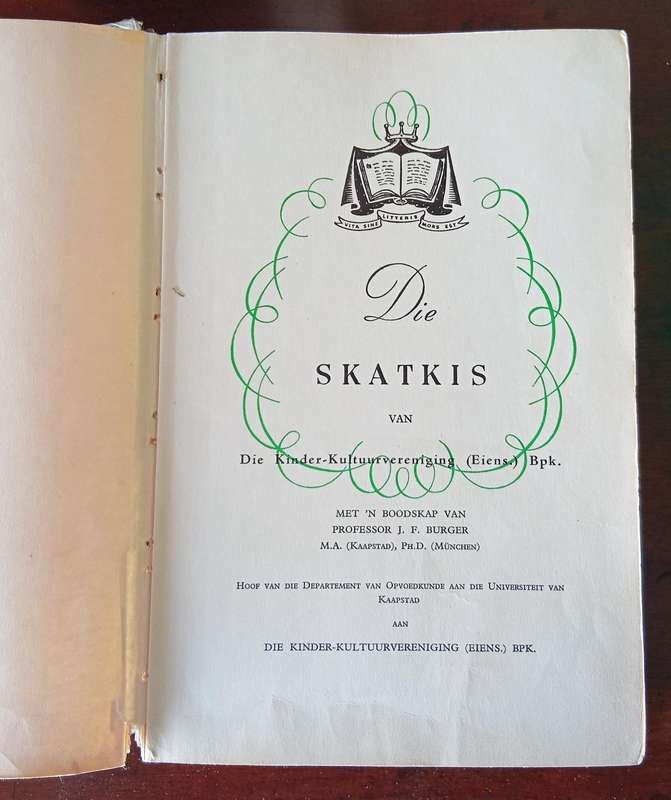 VITA SINE LITTERIS MORS EST
Die
SKATKIS
VAN
Die Kinder-Kultuurvereniging (Eiens.) Bpk.
MET 'N BOODSKAP VAN
PROFESSOR J. F. BURGER
M.A. (KAAPSTAD), PH.D. (MÜNCHEN)
HOOF VAN DIE DEPARTEMENT VAN OPVOEDKUNDE AAN DIE UNIVERSITEIT VAN
KAAPSTAD
AAN
DIE KINDER-KULTUURVERENIGING (EIENS.) BPK.